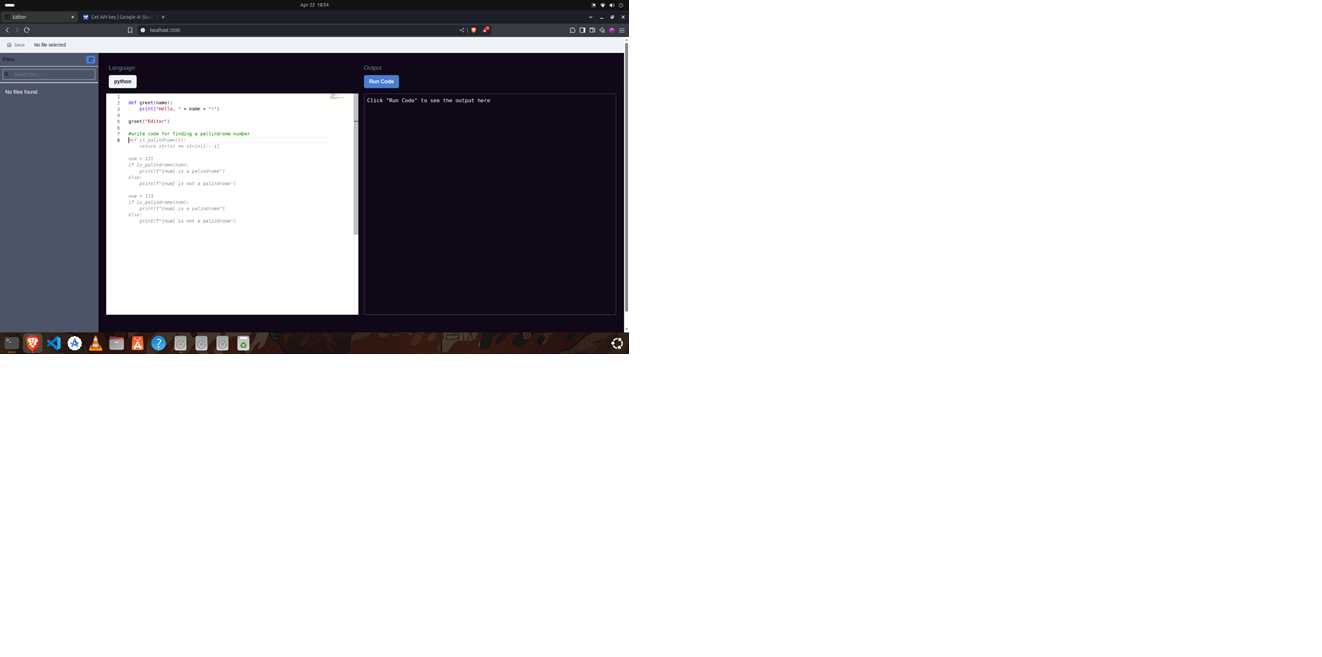 Apr 22 18:54
Editor
Get API key | Google AI Stu
localhost:3000
Save
No file selected
Files
Search files...
No files found
Language:
python
Output
Run Code
1
2 def greet(name):
3     print("Hello, " + name + "!")
4
5 greet("Editor")
6
7 #write code for finding a pallindrome number
8 def is_palindrome(n):
    return str(n) == str(n)[::-1]
num = 121
if is_palindrome(num):
    print(f"{num} is a palindrome")
else:
    print(f"{num} is not a palindrome")
num = 123
if is_palindrome(num):
    print(f"{num} is a palindrome")
else:
    print(f"{num} is not a palindrome")
Click "Run Code" to see the output here